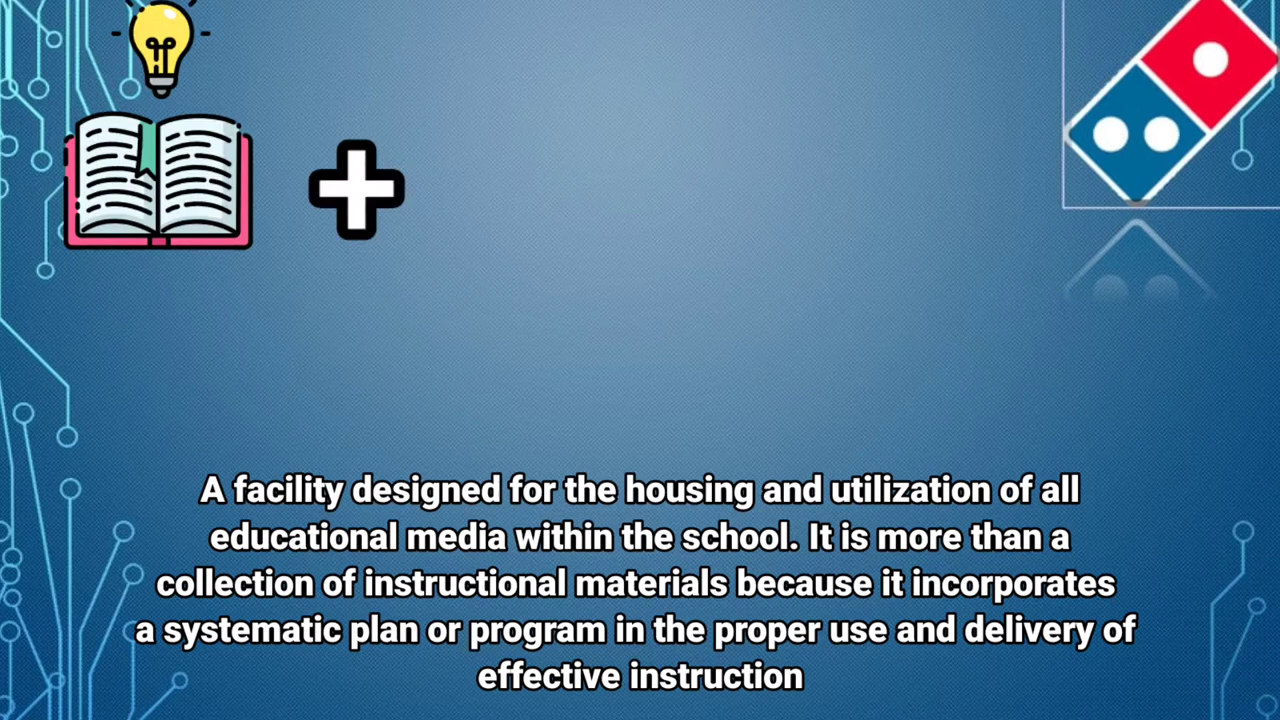 A facility designed for the housing and utilization of all
educational media within the school. It is more than a
collection of instructional materials because it incorporates
a systematic plan or program in the proper use and delivery of
effective instruction